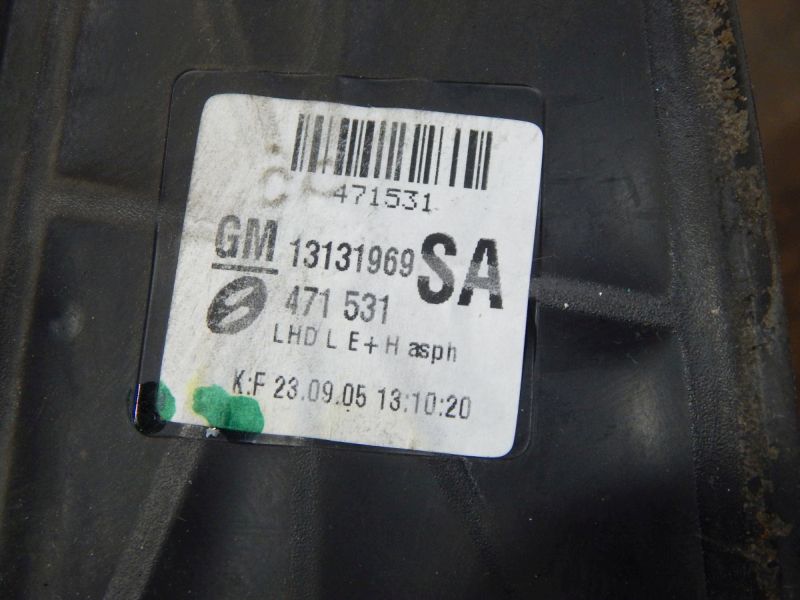 471531
GM 13131969 SA
471 531
LHD L E+H asph
K:F 23.09.05 13:10:20